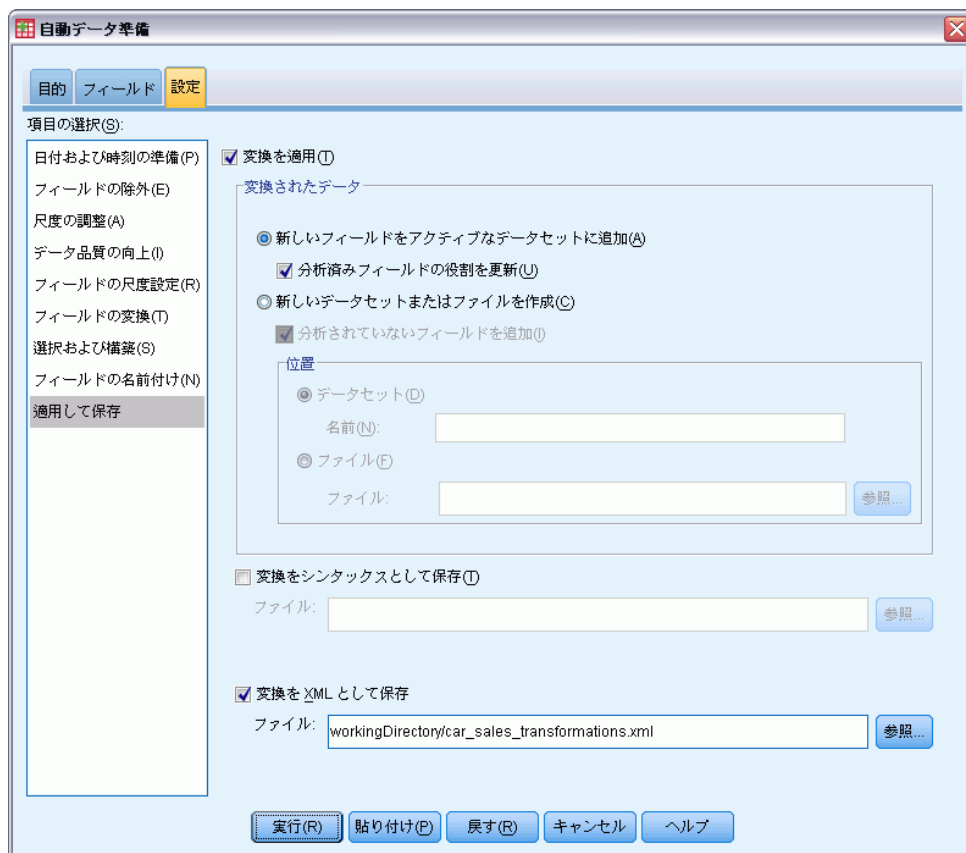 自動データ準備
目的 フィールド 設定
項目の選択(S):
日付および時刻の準備(P)
フィールドの除外(E)
尺度の調整(A)
データ品質の向上(I)
フィールドの尺度設定(R)
フィールドの変換(T)
選択および構築(S)
フィールドの名前付け(N)
適用して保存
変換を適用(T)
変換されたデータ
新しいフィールドをアクティブなデータセットに追加(A)
分析済みフィールドの役割を更新(U)
新しいデータセットまたはファイルを作成(C)
分析されていないフィールドを追加(I)
位置
データセット(D)
名前(N):
ファイル(F)
ファイル: 参照...
変換をシンタックスとして保存(T)
ファイル: 参照...
変換を XML として保存
ファイル: workingDirectory/car_sales_transformations.xml 参照...
実行(R) 貼り付け(P) 戻す(R) キャンセル ヘルプ